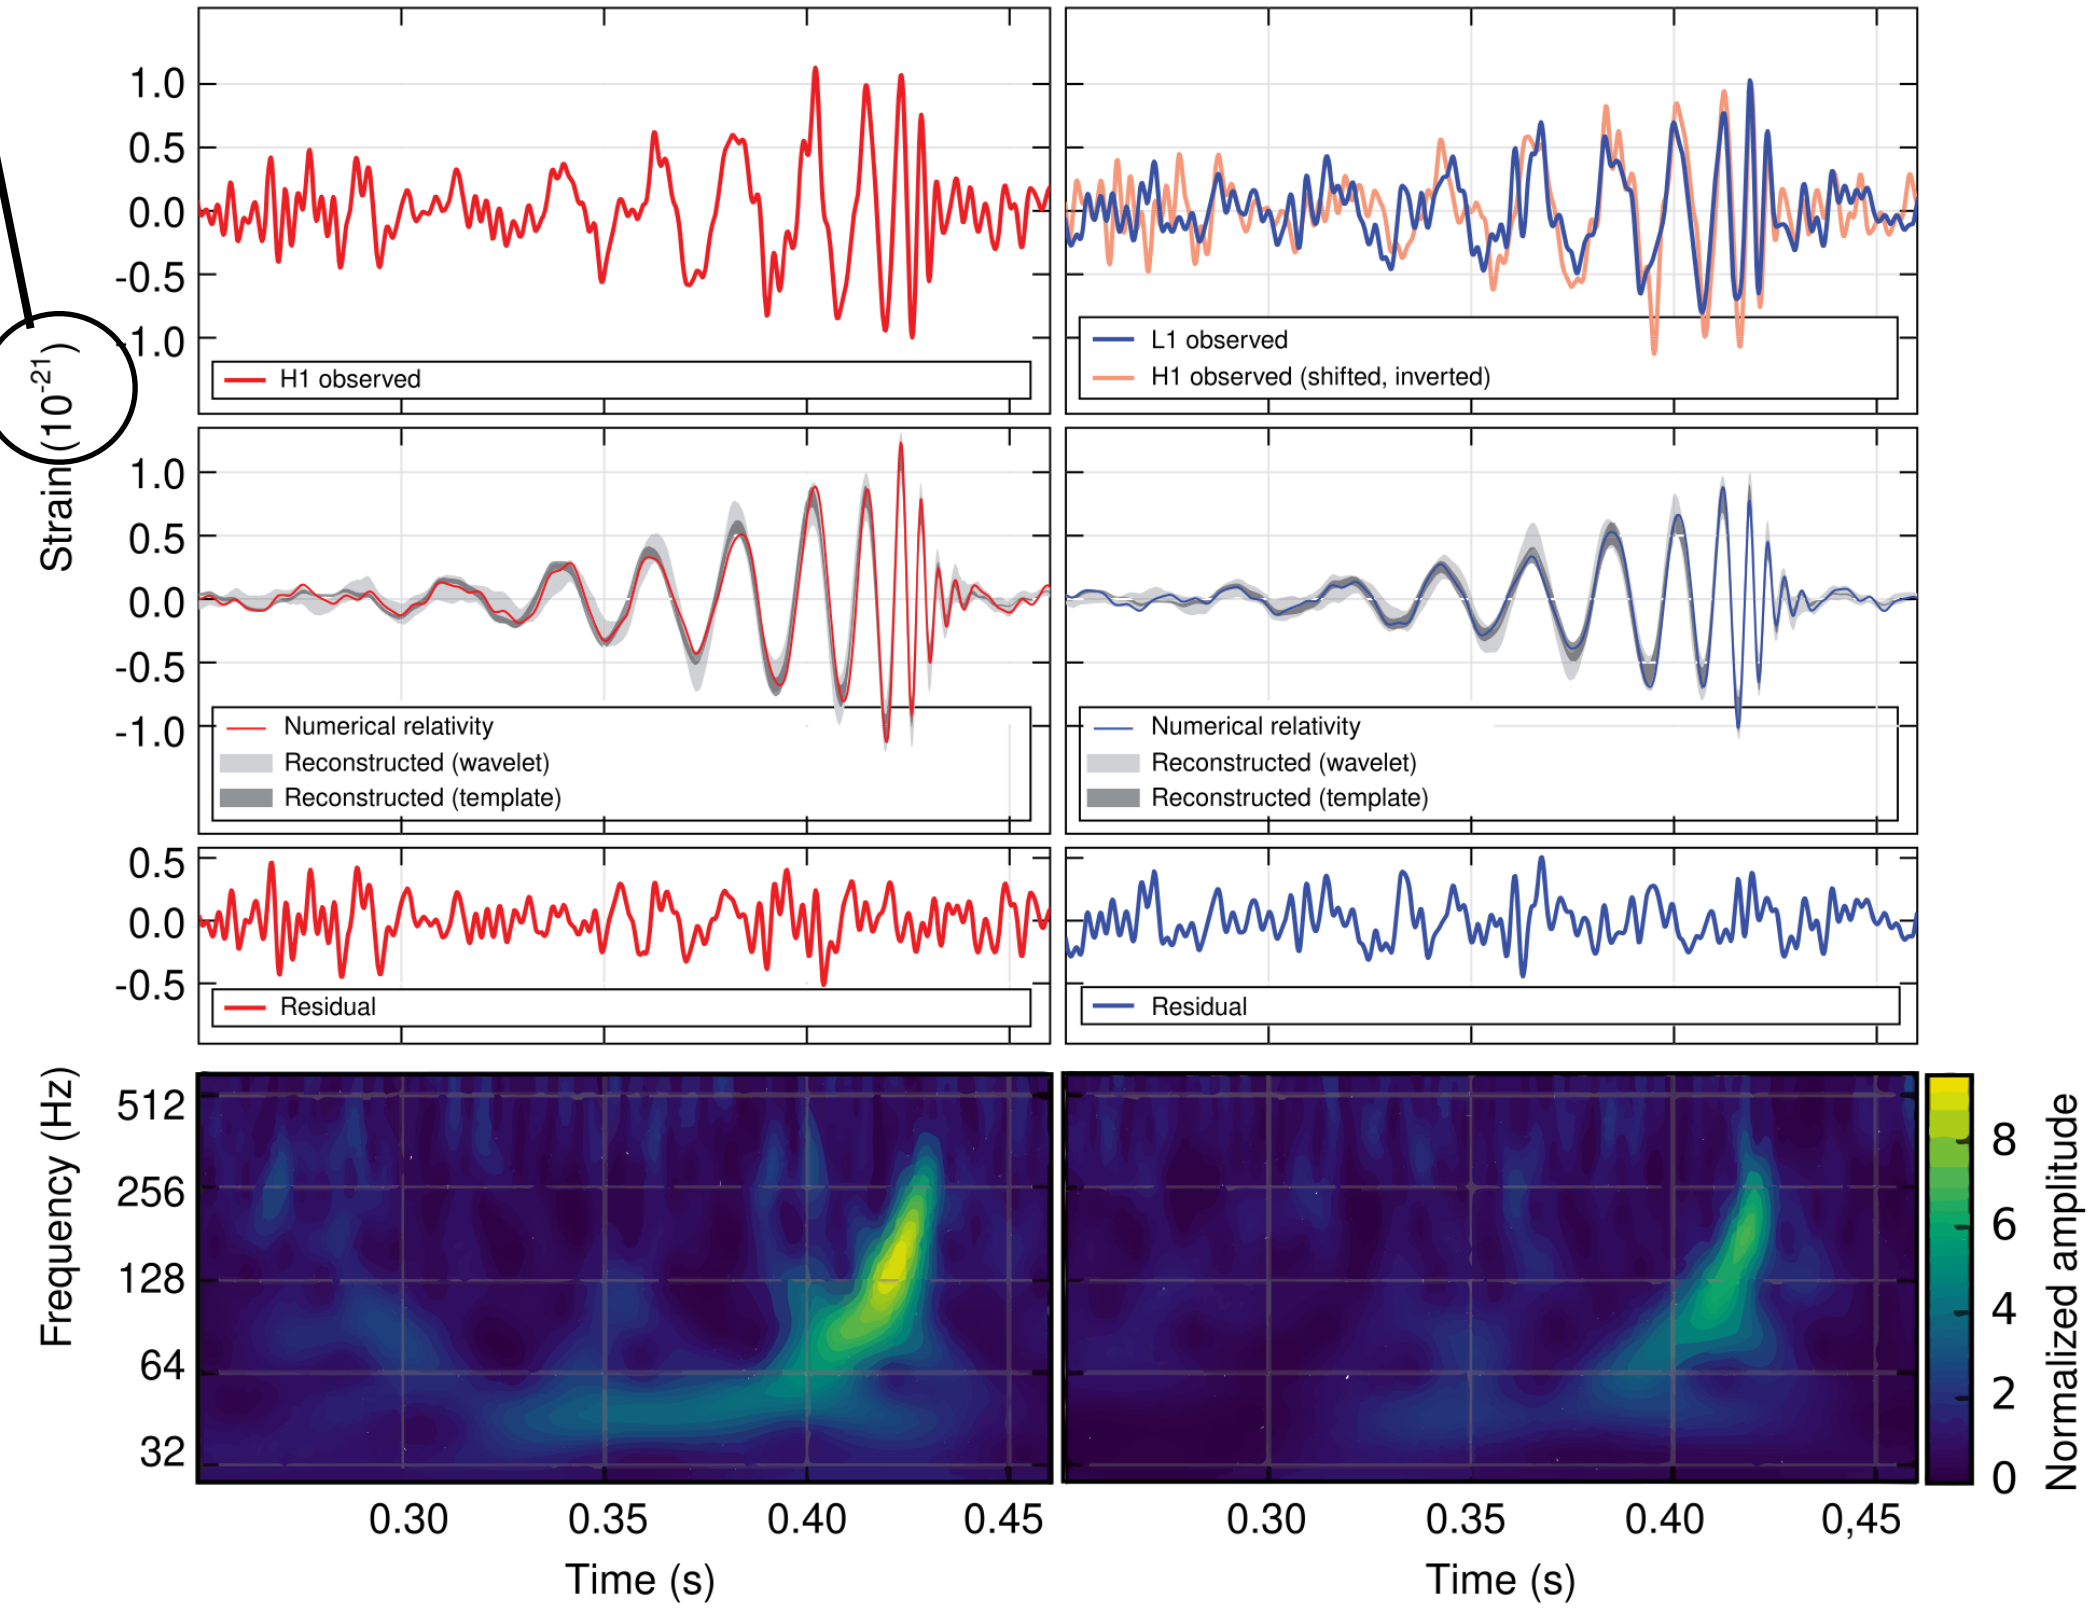 1.0
0.5
0.0
-0.5
-1.0
Strain (10-21)
H1 observed
L1 observed
H1 observed (shifted, inverted)
1.0
0.5
0.0
-0.5
-1.0
Numerical relativity
Reconstructed (wavelet)
Reconstructed (template)
Numerical relativity
Reconstructed (wavelet)
Reconstructed (template)
0.5
0.0
-0.5
Residual
Residual
Frequency (Hz)
512
256
128
64
32
8
6
4
2
0
Normalized amplitude
0.30 0.35 0.40 0.45
0.30 0.35 0.40 0,45
Time (s)
Time (s)